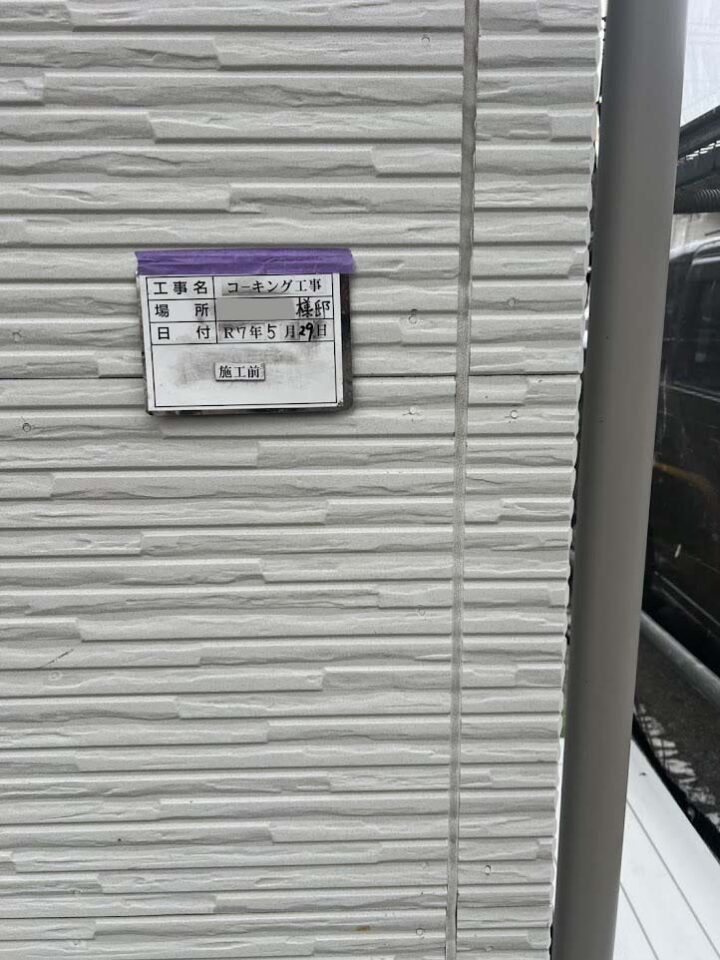 工事名 コーキング工事
場所 様邸
日付 R7年5月29日
施工前